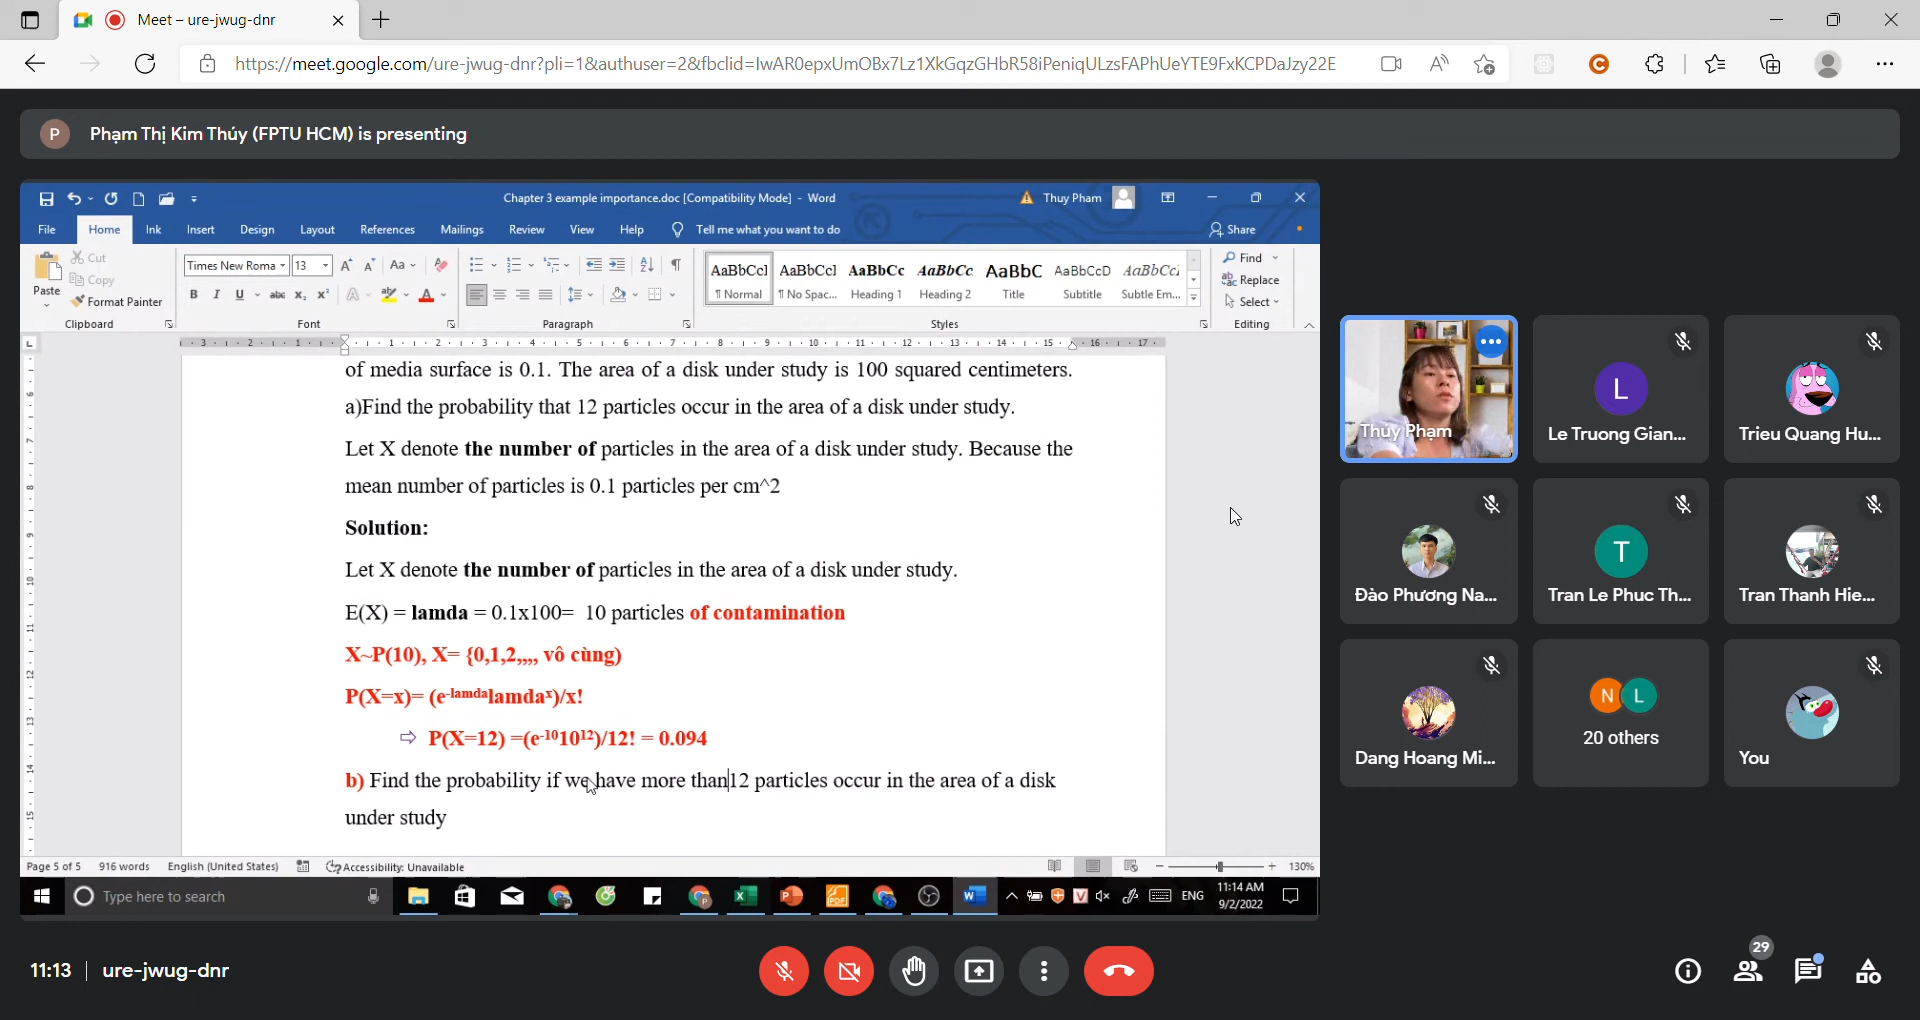 Meet – ure-jwug-dnr
https://meet.google.com/ure-jwug-dnr?pli=1&authuser=2&fbclid=IwAR0epxUmOBx7Lz1XkGqzGHbR58iPeniqULzsFAPhUeYTE9FxKCPDaJzy22E
P Phạm Thị Kim Thúy (FPTU HCM) is presenting
Chapter 3 example importance.doc [Compatibility Mode] - Word
Thuy Pham
File Home Ink Insert Design Layout References Mailings Review View Help Tell me what you want to do Share
Paste
Cut
Copy
Format Painter
Clipboard
Times New Roma 13
Font
Paragraph
AaBbCcI AaBbCcI AaBbCc AaBbCc AaBbC AaBbCcD AaBbCcI
¶ Normal ¶ No Spac... Heading 1 Heading 2 Title Subtitle Subtle Em...
Styles
Find
Replace
Select
Editing
of media surface is 0.1. The area of a disk under study is 100 squared centimeters.
a)Find the probability that 12 particles occur in the area of a disk under study.
Let X denote the number of particles in the area of a disk under study. Because the
mean number of particles is 0.1 particles per cm^2
Solution:
Let X denote the number of particles in the area of a disk under study.
E(X) = lamda = 0.1x100= 10 particles of contamination
X~P(10), X= {0,1,2,,,, vô cùng)
P(X=x)= (e-lamdalamdax)/x!
⇨ P(X=12) =(e-101012)/12! = 0.094
b) Find the probability if we have more than 12 particles occur in the area of a disk
under study
Page 5 of 5 916 words English (United States) Accessibility: Unavailable 130%
Type here to search
ENG
11:14 AM
9/2/2022
Thúy Phạm
L
Le Truong Gian...
Trieu Quang Hu...
Đào Phương Na...
T
Tran Le Phuc Th...
Tran Thanh Hie...
Dang Hoang Mi...
N L
20 others
You
11:13 | ure-jwug-dnr
29